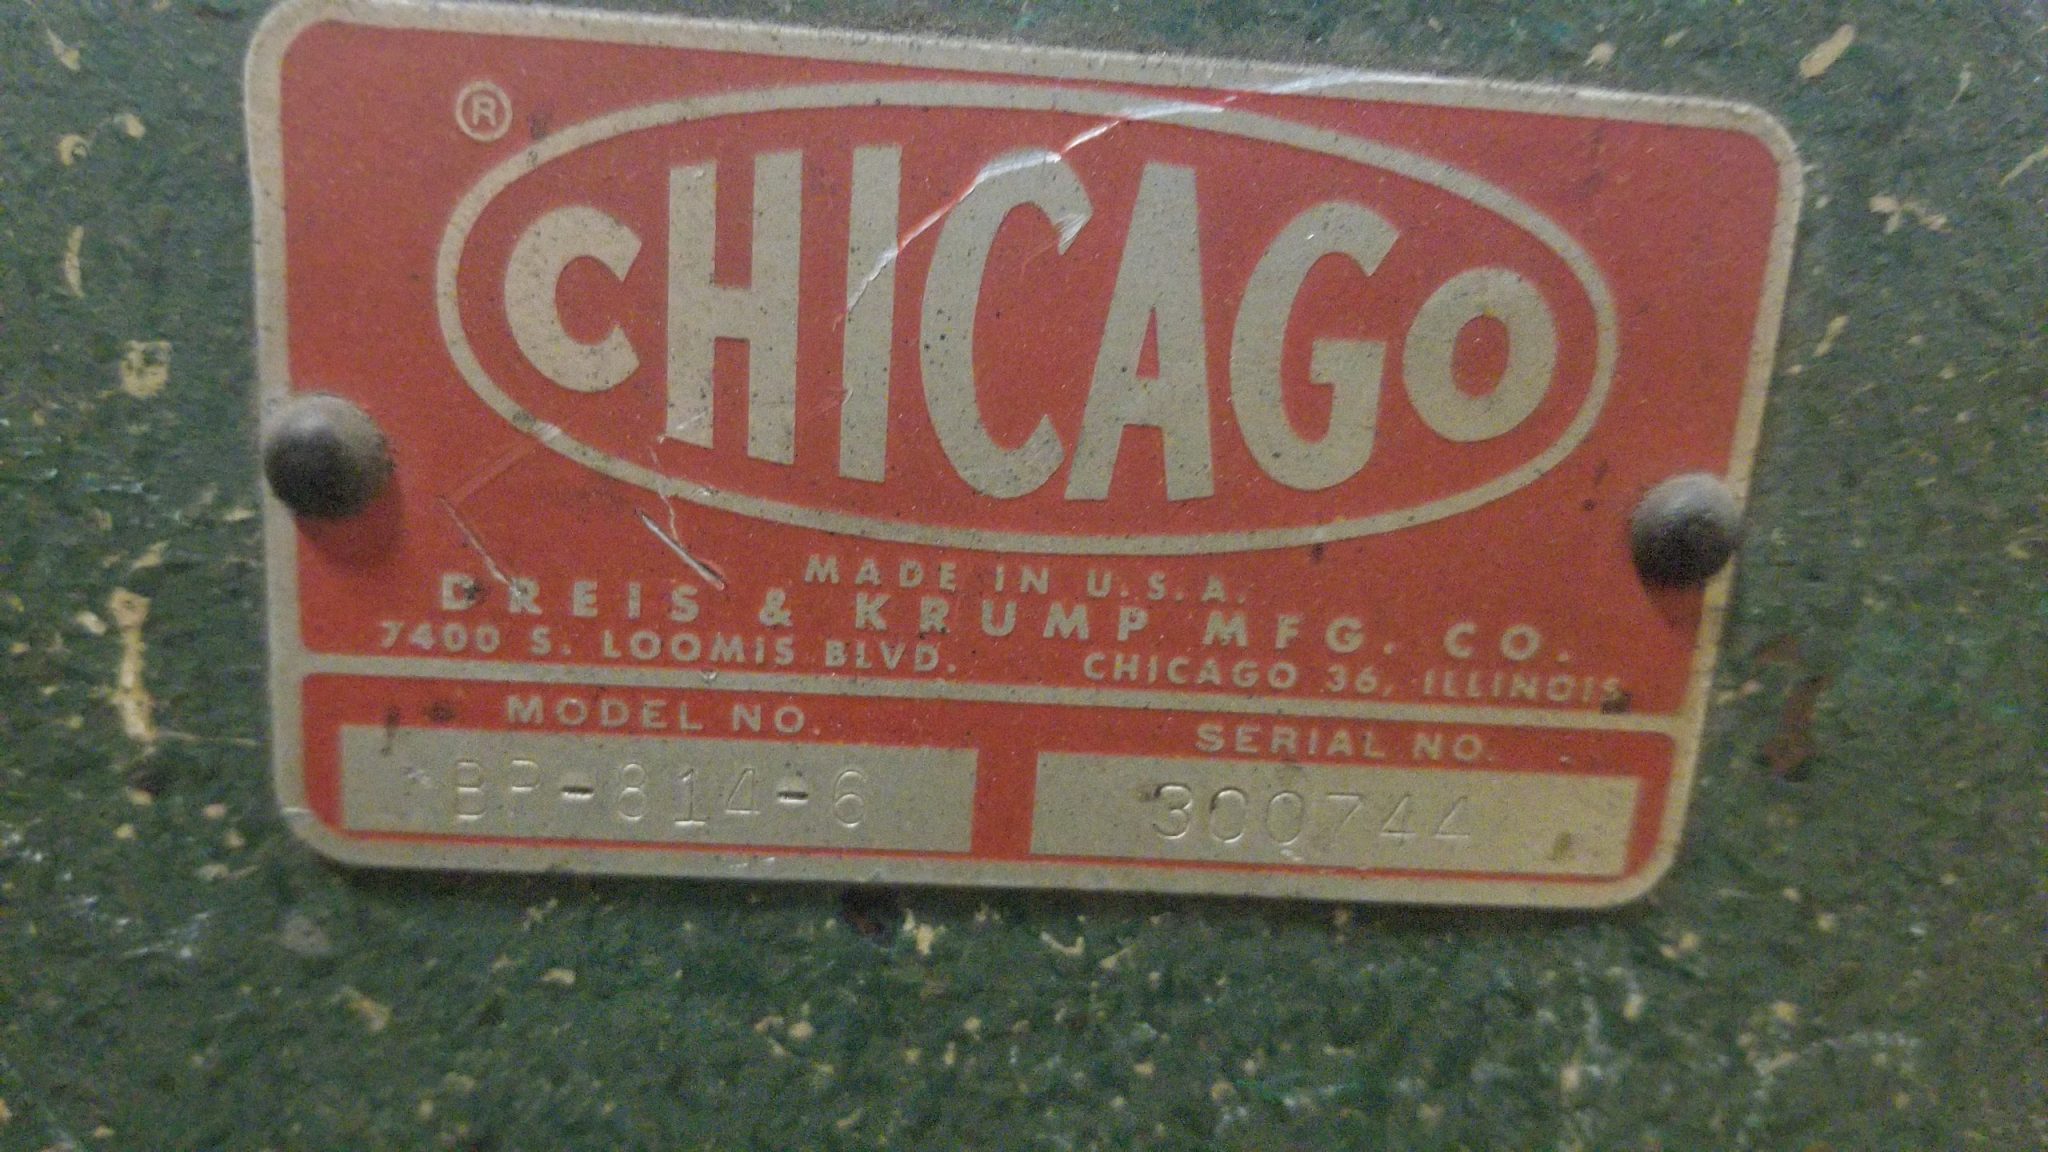 ®
CHICAGO
MADE IN U.S.A.
DREIS & KRUMP MFG. CO.
7400 S. LOOMIS BLVD. CHICAGO 36, ILLINOIS
MODEL NO. SERIAL NO.
BP-814-6 300744